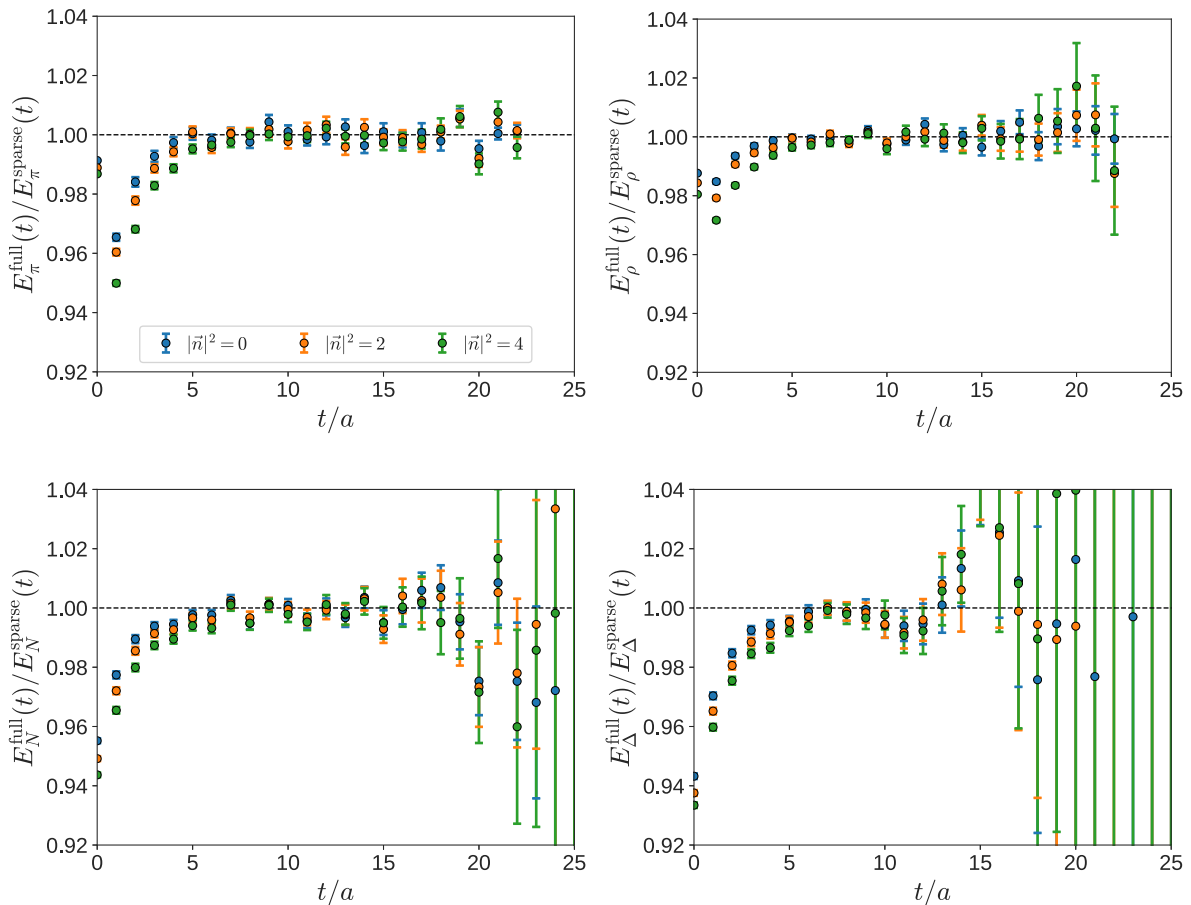 1.04
1.02
1.00
0.98
0.96
0.94
0.92
E_π^full(t)/E_π^sparse(t)
|n⃗|² = 0 |n⃗|² = 2 |n⃗|² = 4
0 5 10 15 20 25
t/a
1.04
1.02
1.00
0.98
0.96
0.94
0.92
E_ρ^full(t)/E_ρ^sparse(t)
0 5 10 15 20 25
t/a
1.04
1.02
1.00
0.98
0.96
0.94
0.92
E_N^full(t)/E_N^sparse(t)
0 5 10 15 20 25
t/a
1.04
1.02
1.00
0.98
0.96
0.94
0.92
E_Δ^full(t)/E_Δ^sparse(t)
0 5 10 15 20 25
t/a